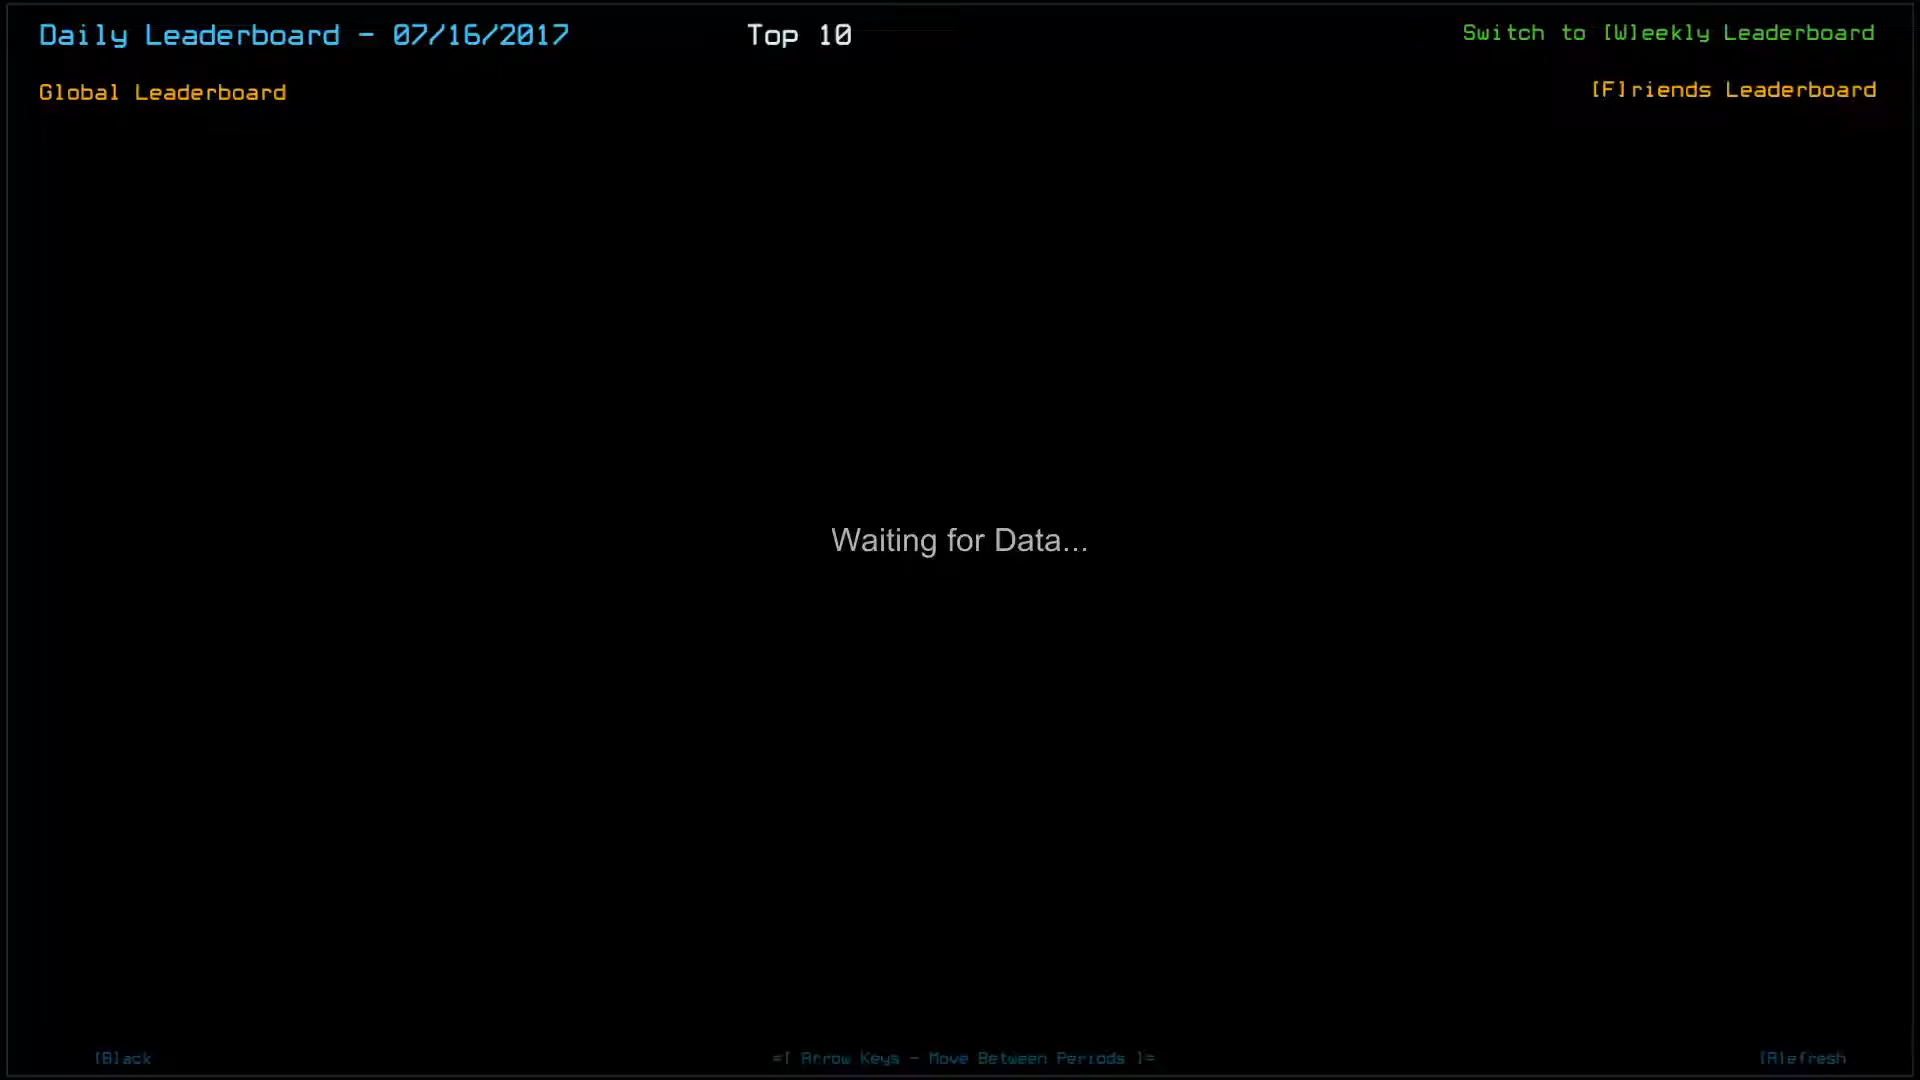 Daily Leaderboard - 07/16/2017
Top 10
Switch to [W]eekly Leaderboard
Global Leaderboard
[F]riends Leaderboard
Waiting for Data...
[B]ack
=[ Arrow Keys - Move Between Periods ]=
[R]efresh